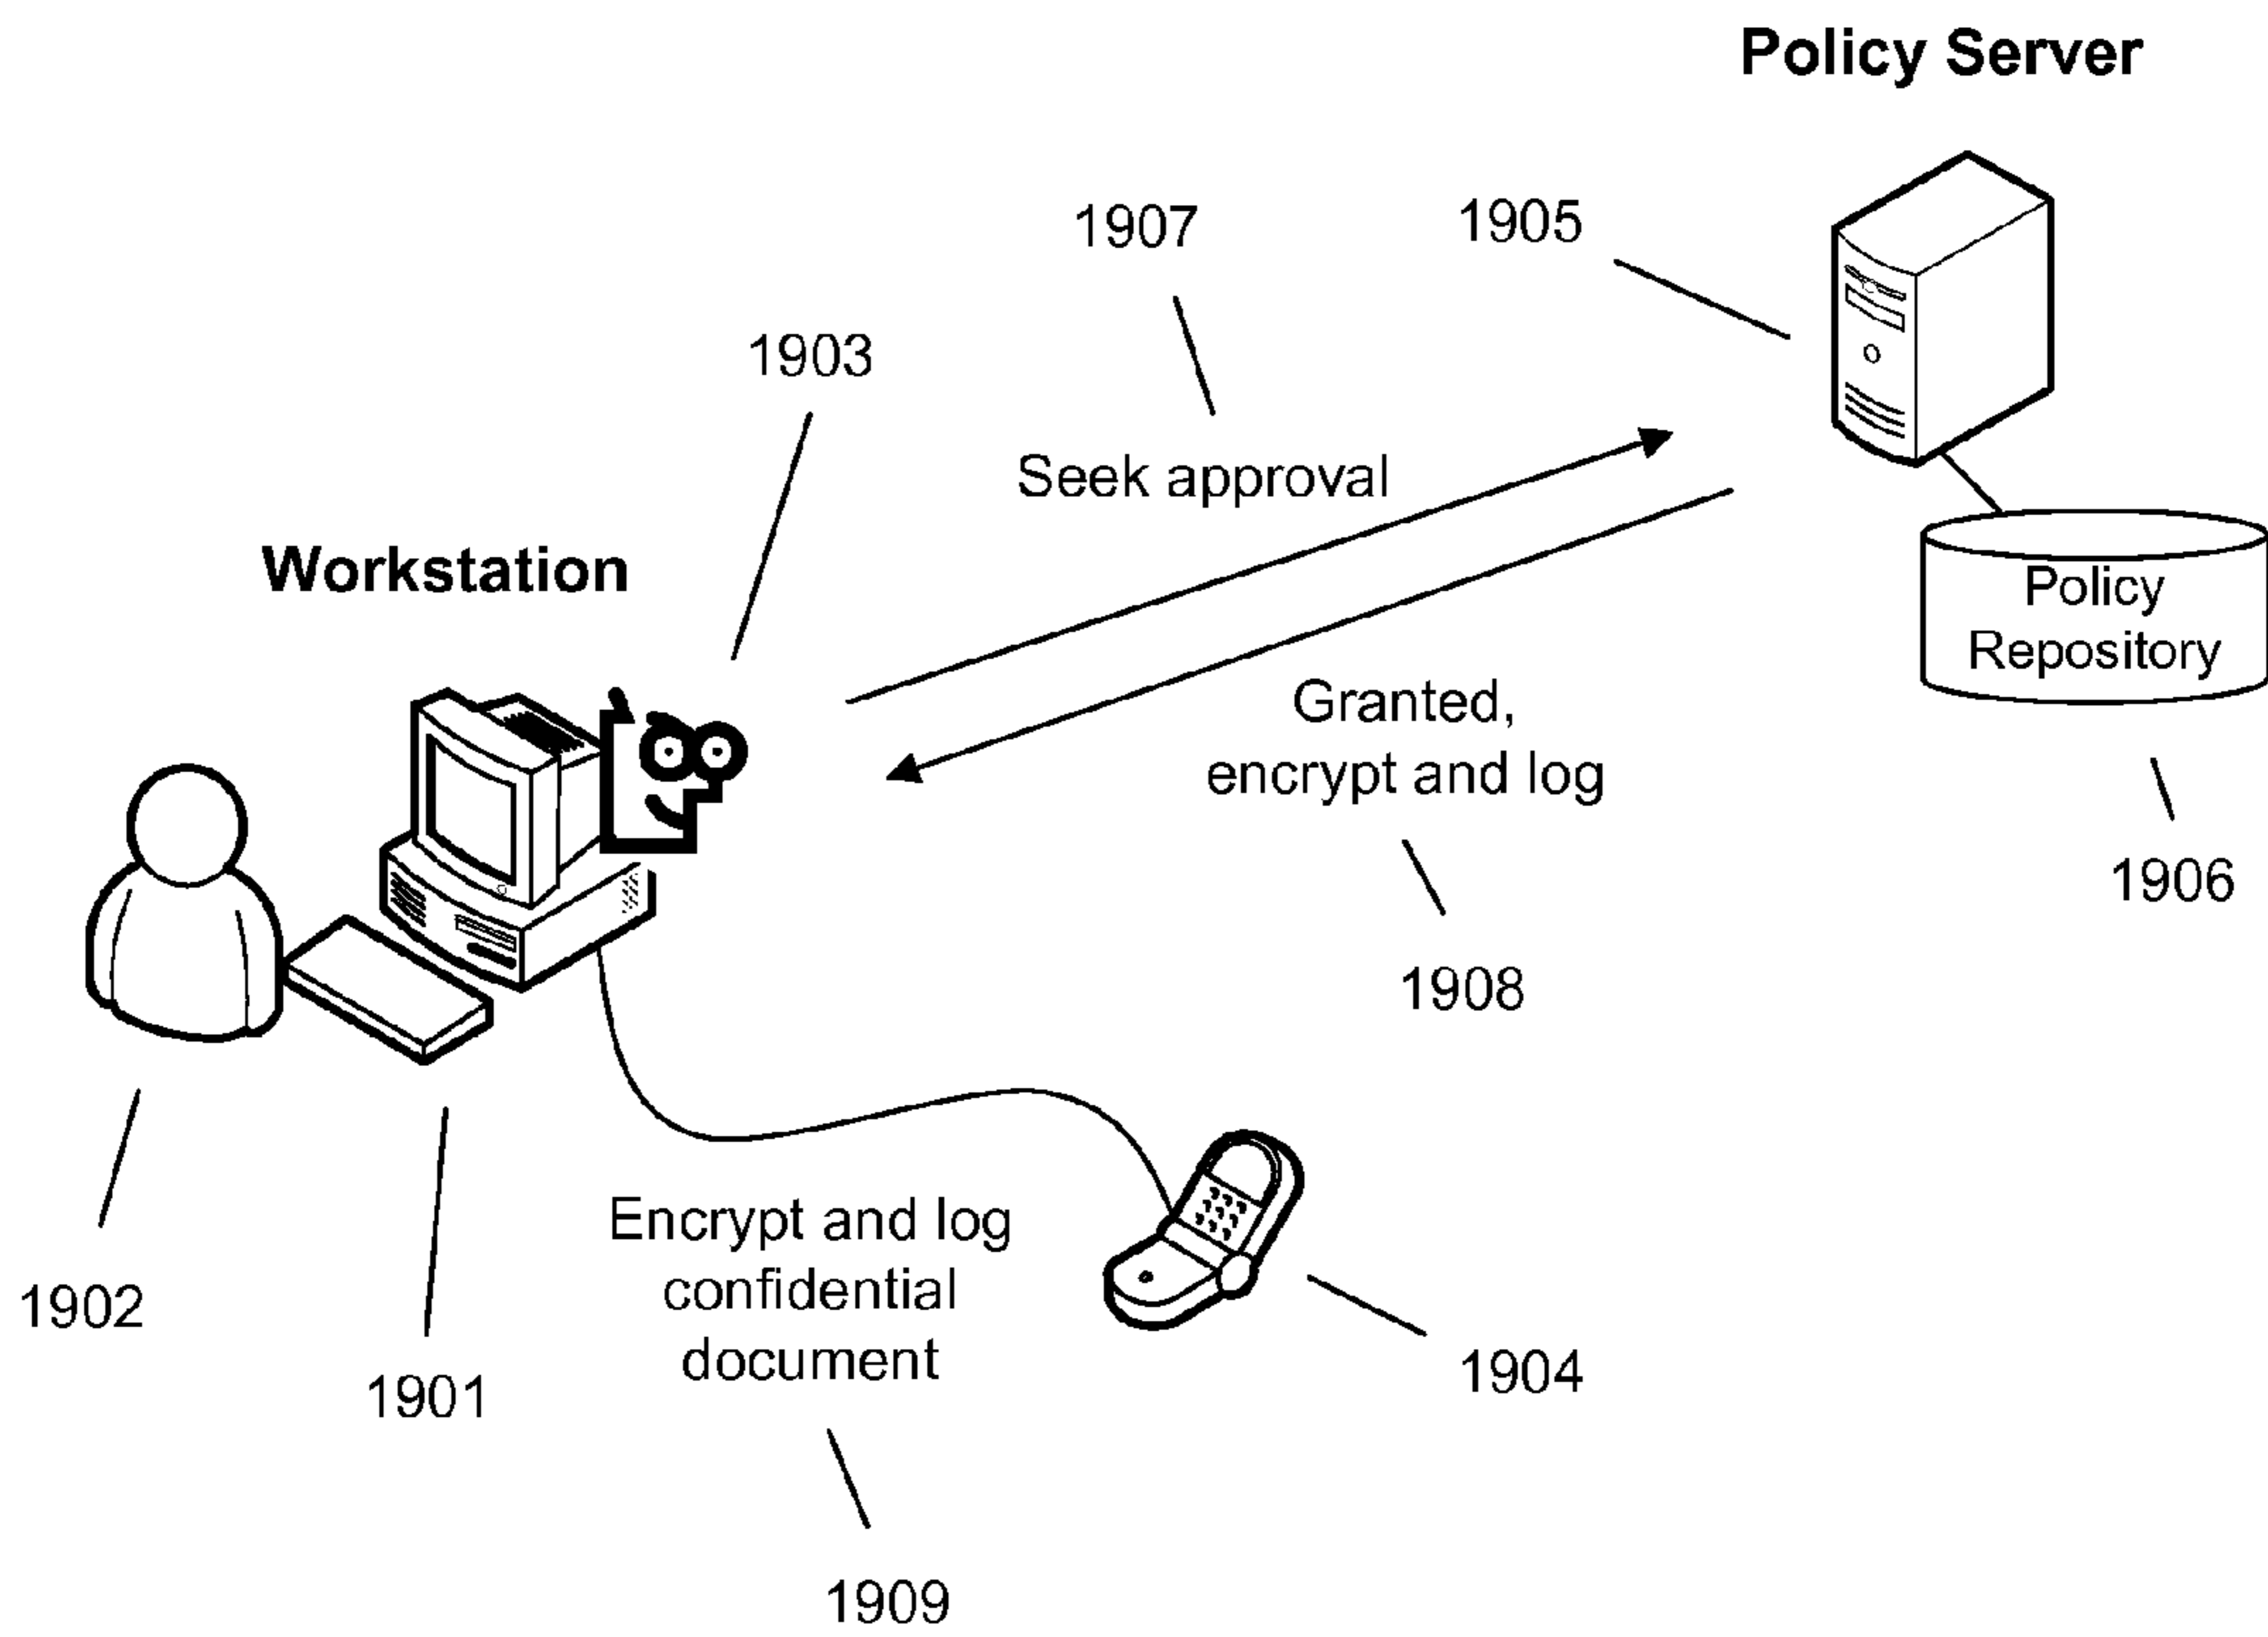 Policy Server
1907
1905
1903
Seek approval
Workstation
Policy
Repository
Granted,
encrypt and log
1906
1908
Encrypt and log
confidential
document
1902
1901
1904
1909